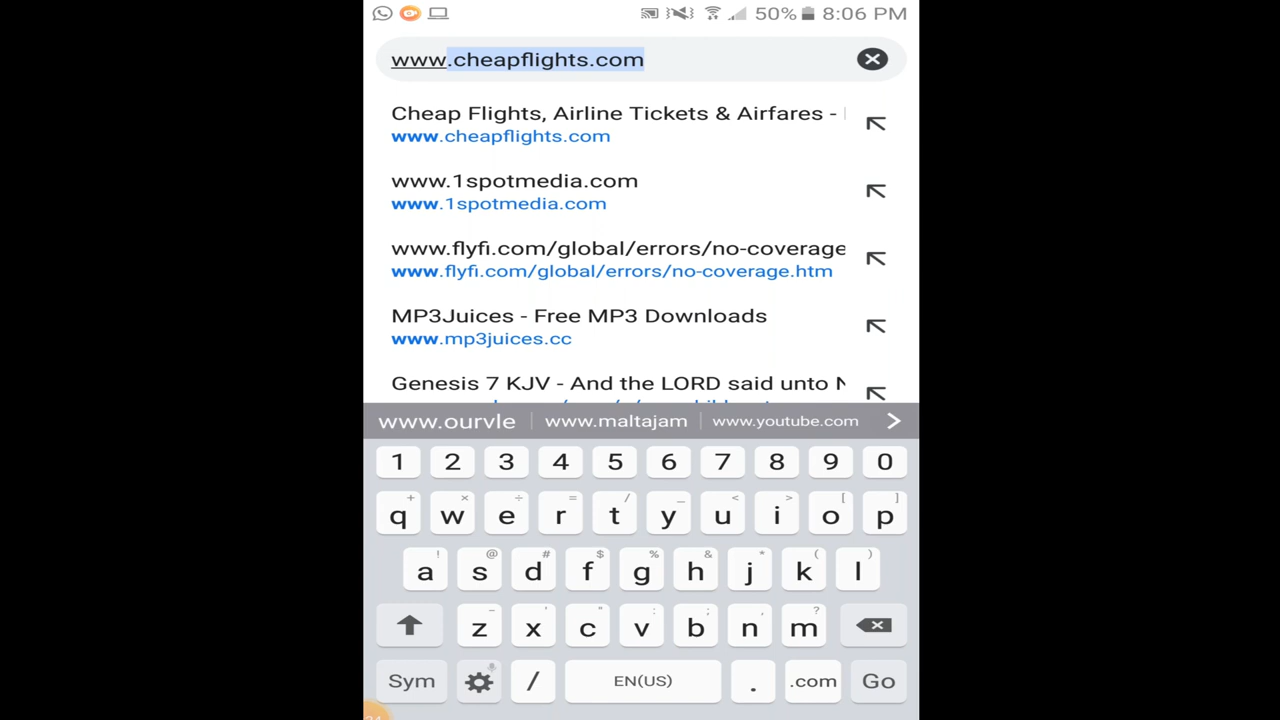 50% 8:06 PM
www.cheapflights.com
Cheap Flights, Airline Tickets & Airfares -
www.cheapflights.com
www.1spotmedia.com
www.1spotmedia.com
www.flyfi.com/global/errors/no-coverage
www.flyfi.com/global/errors/no-coverage.htm
MP3Juices - Free MP3 Downloads
www.mp3juices.cc
Genesis 7 KJV - And the LORD said unto
www.ourvle www.maltajam www.youtube.com
1 2 3 4 5 6 7 8 9 0
+ × ÷ = / _ < > [ ]
q w e r t y u i o p
! @ # $ % & * ( )
a s d f g h j k l
- ' " : ; , ?
z x c v b n m
Sym / EN(US) . .com Go